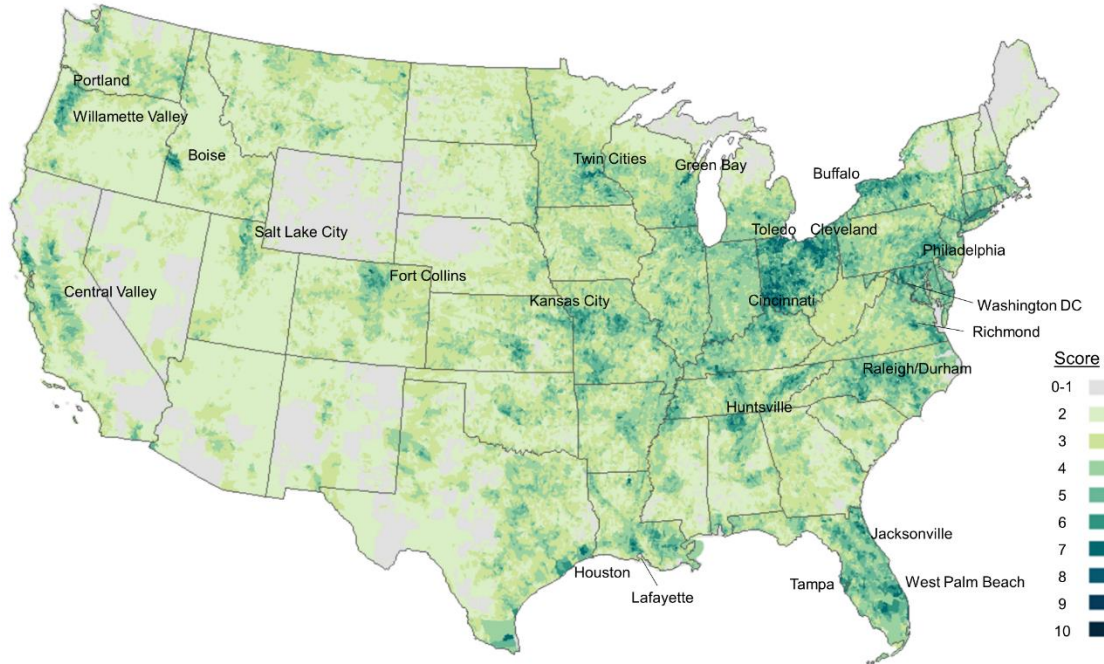 Portland
Willamette Valley
Boise
Twin Cities
Green Bay
Buffalo
Salt Lake City
Toledo
Cleveland
Philadelphia
Fort Collins
Central Valley
Kansas City
Cincinnati
Washington DC
Richmond
Raleigh/Durham
Huntsville
Jacksonville
Houston
Tampa
West Palm Beach
Lafayette
Score
0-1
2
3
4
5
6
7
8
9
10